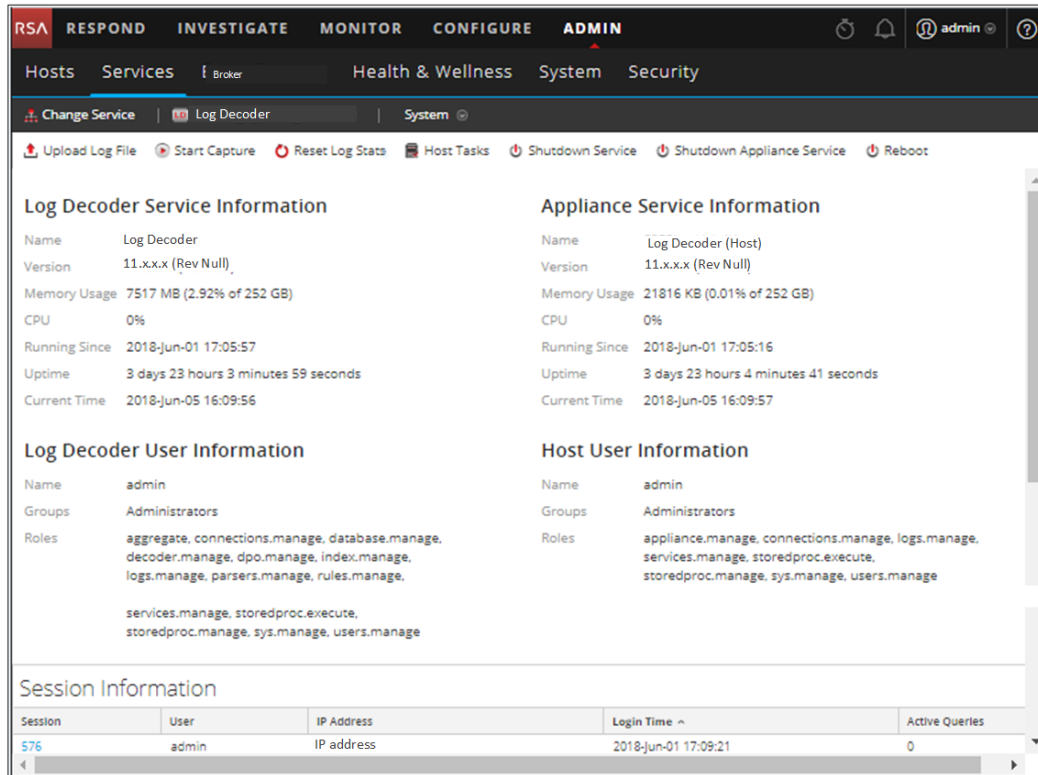 RSA RESPOND INVESTIGATE MONITOR CONFIGURE ADMIN admin
Hosts Services Broker Health & Wellness System Security
Change Service | LD Log Decoder | System
Upload Log File Start Capture Reset Log Stats Host Tasks Shutdown Service Shutdown Appliance Service Reboot
Log Decoder Service Information
Name Log Decoder
Version 11.x.x.x (Rev Null)
Memory Usage 7517 MB (2.92% of 252 GB)
CPU 0%
Running Since 2018-Jun-01 17:05:57
Uptime 3 days 23 hours 3 minutes 59 seconds
Current Time 2018-Jun-05 16:09:56
Appliance Service Information
Name Log Decoder (Host)
Version 11.x.x.x (Rev Null)
Memory Usage 21816 KB (0.01% of 252 GB)
CPU 0%
Running Since 2018-Jun-01 17:05:16
Uptime 3 days 23 hours 4 minutes 41 seconds
Current Time 2018-Jun-05 16:09:57
Log Decoder User Information
Name admin
Groups Administrators
Roles aggregate, connections.manage, database.manage,
decoder.manage, dpo.manage, index.manage,
logs.manage, parsers.manage, rules.manage,
services.manage, storedproc.execute,
storedproc.manage, sys.manage, users.manage
Host User Information
Name admin
Groups Administrators
Roles appliance.manage, connections.manage, logs.manage,
services.manage, storedproc.execute,
storedproc.manage, sys.manage, users.manage
Session Information
Session User IP Address Login Time Active Queries
576 admin IP address 2018-Jun-01 17:09:21 0